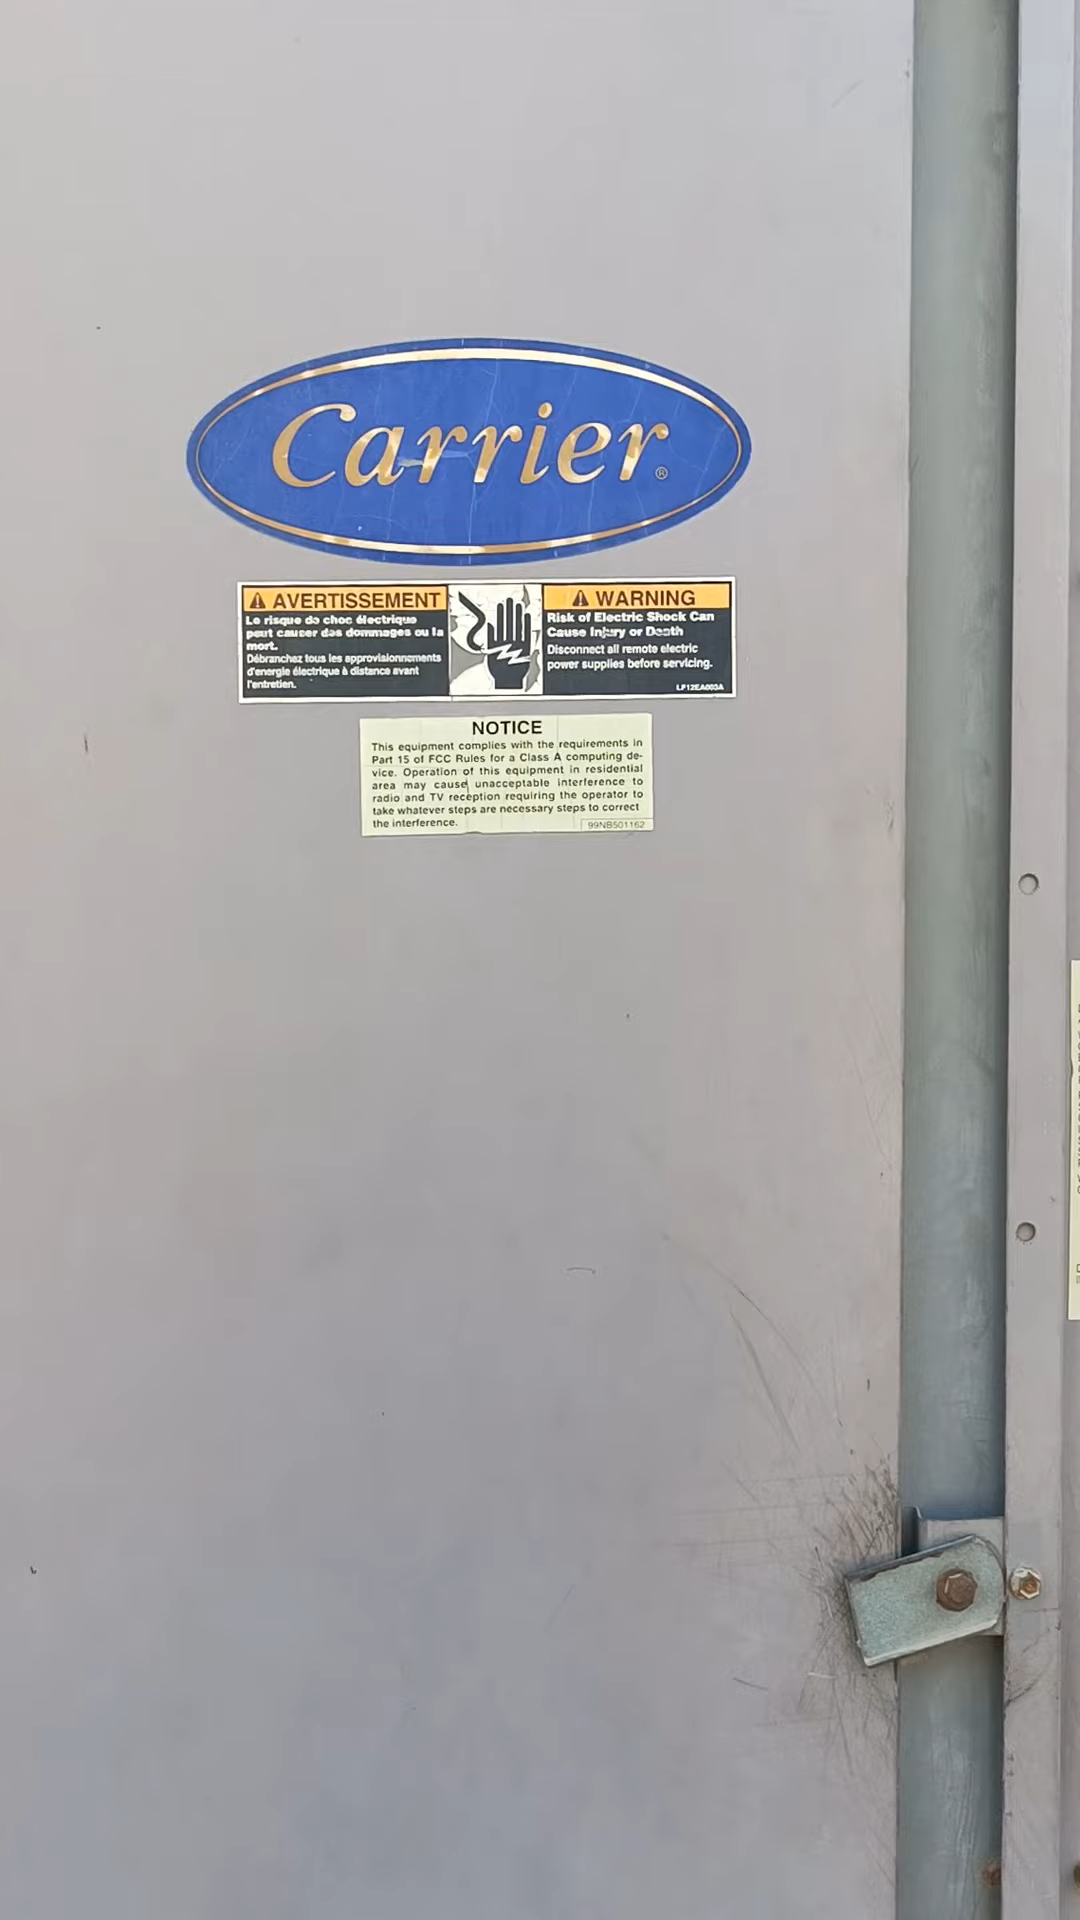 Carrier®
AVERTISSEMENT
Le risque de choc électrique
peut causer des dommages ou la
mort.
Débranchez tous les approvisionnements
d'energie électrique à distance avant
l'entretien.
WARNING
Risk of Electric Shock Can
Cause Injury or Death
Disconnect all remote electric
power supplies before servicing.
LF12EA003A
NOTICE
This equipment complies with the requirements in
Part 15 of FCC Rules for a Class A computing de-
vice. Operation of this equipment in residential
area may cause unacceptable interference to
radio and TV reception requiring the operator to
take whatever steps are necessary steps to correct
the interference.
99NB501162